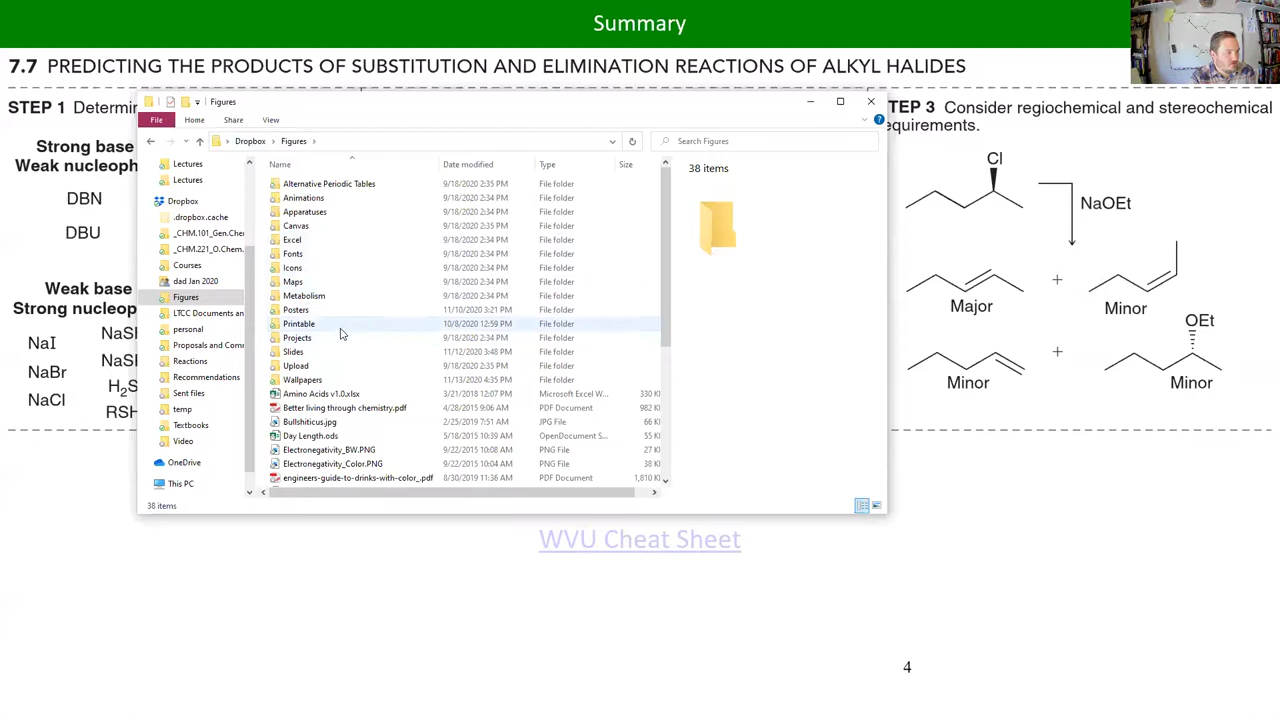 Summary
7.7 PREDICTING THE PRODUCTS OF SUBSTITUTION AND ELIMINATION REACTIONS OF ALKYL HALIDES
STEP 1 Determin
Strong base
Weak nucleoph
DBN
DBU
Weak base
Strong nucleop
NaI
NaSH
NaBr
NaS
NaCl
H2S
RSH
Figures
File
Home
Share
View
Dropbox
Figures
Search Figures
Lectures
Lectures
Dropbox
.dropbox.cache
_CHM.101_Gen.Cher
_CHM.221_O.Chem.
Courses
dad Jan 2020
Figures
LTCC Documents an
personal
Proposals and Comm
Reactions
Recommendations
Sent files
temp
Textbooks
Video
OneDrive
This PC
Name Date modified Type Size
Alternative Periodic Tables 9/18/2020 2:35 PM File folder
Animations 9/18/2020 2:34 PM File folder
Apparatuses 9/18/2020 2:34 PM File folder
Canvas 9/18/2020 2:35 PM File folder
Excel 9/18/2020 2:34 PM File folder
Fonts 9/18/2020 2:34 PM File folder
Icons 9/18/2020 2:34 PM File folder
Maps 9/18/2020 2:34 PM File folder
Metabolism 9/18/2020 2:34 PM File folder
Posters 11/10/2020 3:21 PM File folder
Printable 10/8/2020 12:59 PM File folder
Projects 9/18/2020 2:34 PM File folder
Slides 11/12/2020 3:48 PM File folder
Upload 9/18/2020 2:35 PM File folder
Wallpapers 11/13/2020 4:35 PM File folder
Amino Acids v1.0.xlsx 3/21/2018 12:07 PM Microsoft Excel W... 330 K
Better living through chemistry.pdf 4/28/2015 9:06 AM PDF Document 982 K
Bullshiticus.jpg 2/25/2019 7:51 AM JPG File 66 K
Day Length.ods 5/18/2015 10:39 AM OpenDocument S... 55 K
Electronegativity_BW.PNG 9/22/2015 10:08 AM PNG File 27 K
Electronegativity_Color.PNG 9/22/2015 10:04 AM PNG File 38 K
engineers-guide-to-drinks-with-color_.pdf 8/30/2019 11:36 AM PDF Document 1,810 K
38 items
38 items
TEP 3 Consider regiochemical and stereochemical
equirements.
Cl
NaOEt
+
Major
Minor
OEt
+
Minor
Minor
WVU Cheat Sheet
4